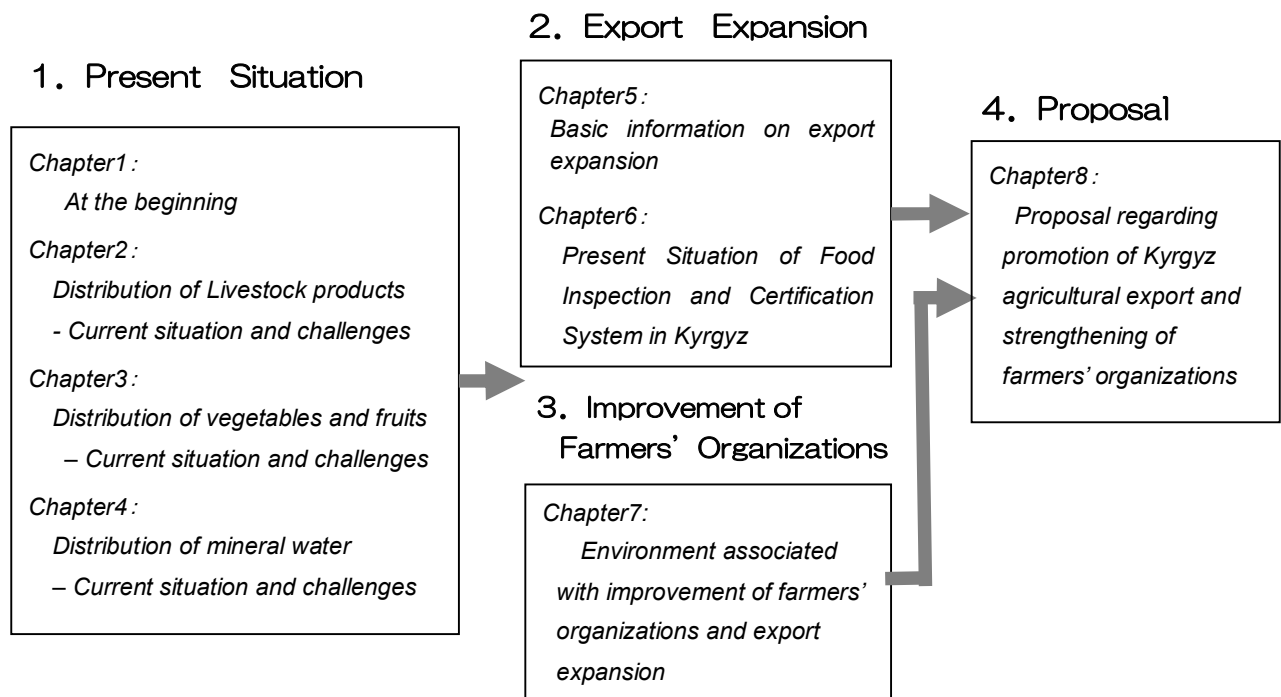 1. Present Situation
Chapter1:
At the beginning
Chapter2:
Distribution of Livestock products
- Current situation and challenges
Chapter3:
Distribution of vegetables and fruits
– Current situation and challenges
Chapter4:
Distribution of mineral water
– Current situation and challenges
2. Export Expansion
Chapter5:
Basic information on export
expansion
Chapter6:
Present Situation of Food
Inspection and Certification
System in Kyrgyz
3. Improvement of
Farmers’ Organizations
Chapter7:
Environment associated
with improvement of farmers’
organizations and export
expansion
4. Proposal
Chapter8:
Proposal regarding
promotion of Kyrgyz
agricultural export and
strengthening of
farmers’ organizations